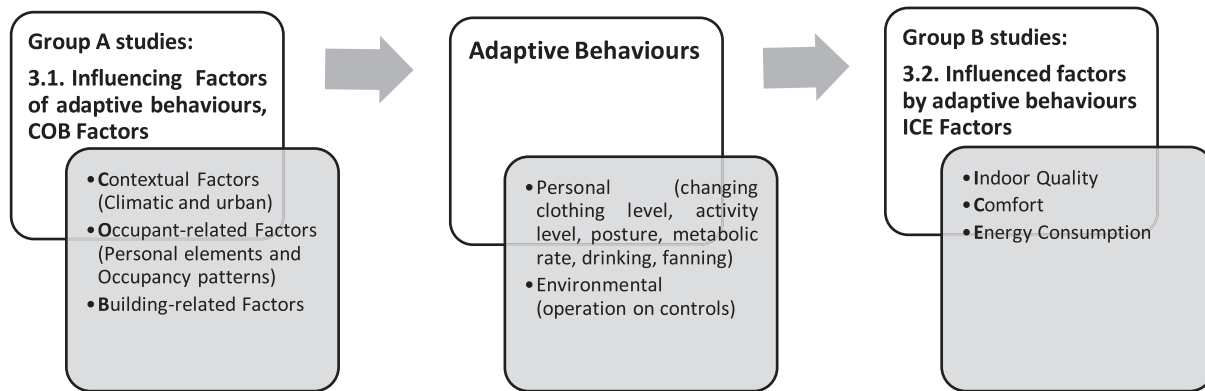 Group A studies:
3.1. Influencing Factors
of adaptive behaviours,
COB Factors
•Contextual Factors
(Climatic and urban)
•Occupant-related Factors
(Personal elements and
Occupancy patterns)
•Building-related Factors
Adaptive Behaviours
•Personal (changing
clothing level, activity
level, posture, metabolic
rate, drinking, fanning)
•Environmental
(operation on controls)
Group B studies:
3.2. Influenced factors
by adaptive behaviours
ICE Factors
•Indoor Quality
•Comfort
•Energy Consumption